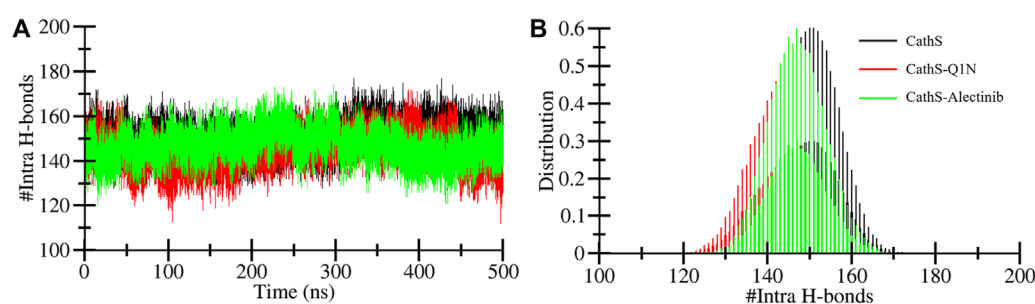 A
#Intra H-bonds
200
180
160
140
120
100
0
100
200
300
400
500
Time (ns)
B
Distribution
0.6
0.5
0.4
0.3
0.2
0.1
0
100
120
140
160
180
200
#Intra H-bonds
CathS
CathS-Q1N
CathS-Alectinib